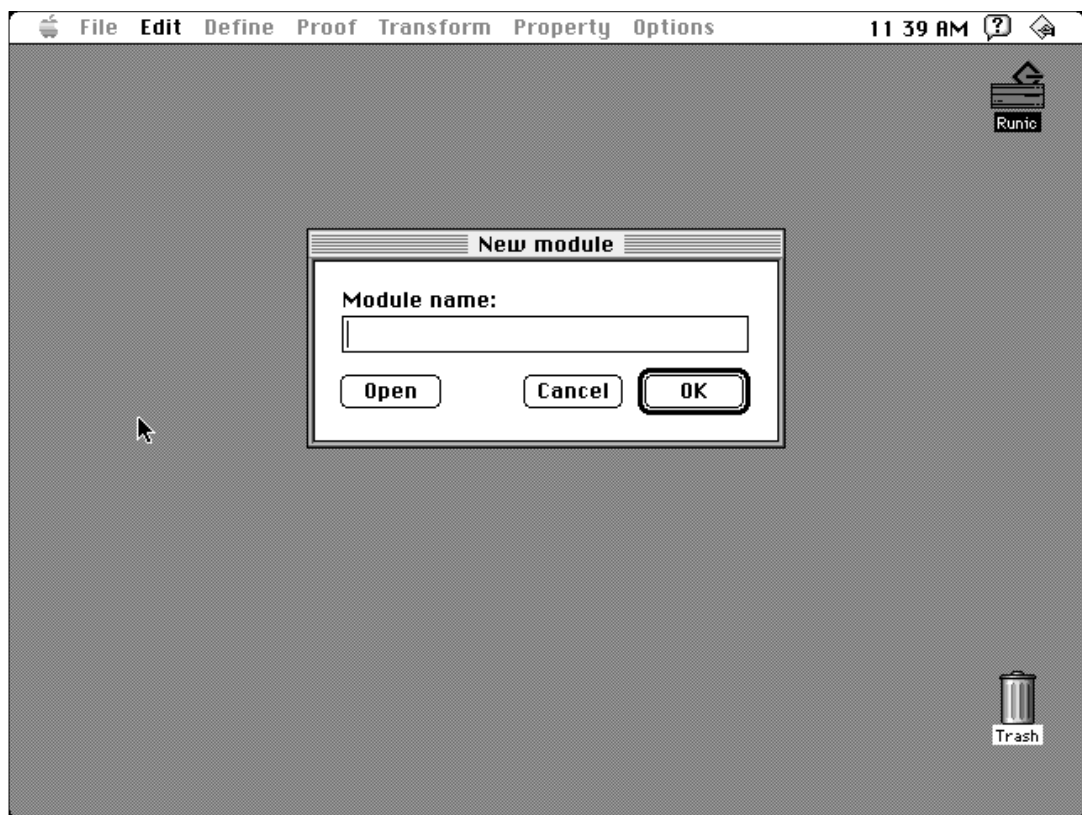 File Edit Define Proof Transform Property Options 11 39 AM ?
Runic
New module
Module name:
Open Cancel OK
Trash